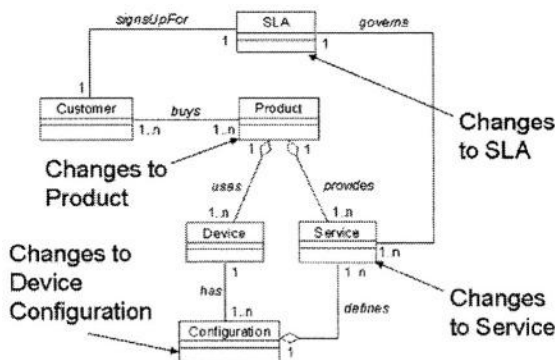 signsUpFor
SLA
governs
1
1
1
Customer
buys
Product
1..n
1..n
Changes to SLA
Changes to Product
1
1
uses
provides
1..n
1..n
Device
Service
1..n
1
1..n
Changes to Device Configuration
has
defines
Changes to Service
1..n
Configuration
1